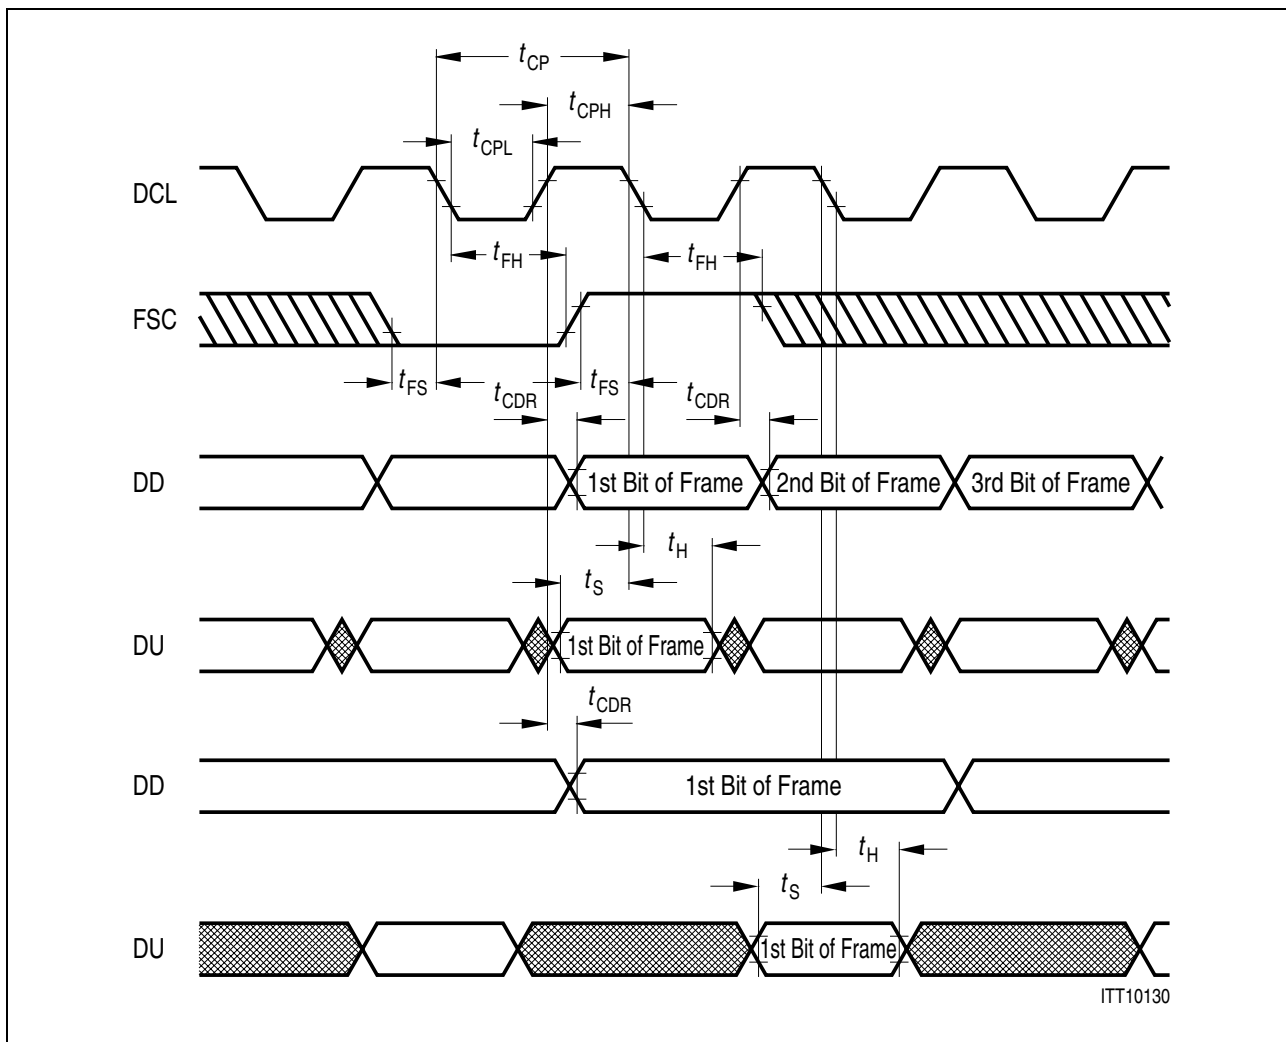 tCP
tCPH
tCPL
DCL
tFH tFH
FSC
tFS tCDR tFS tCDR
DD 1st Bit of Frame 2nd Bit of Frame 3rd Bit of Frame
tH
tS
DU 1st Bit of Frame
tCDR
DD 1st Bit of Frame
tH
tS
DU 1st Bit of Frame
ITT10130